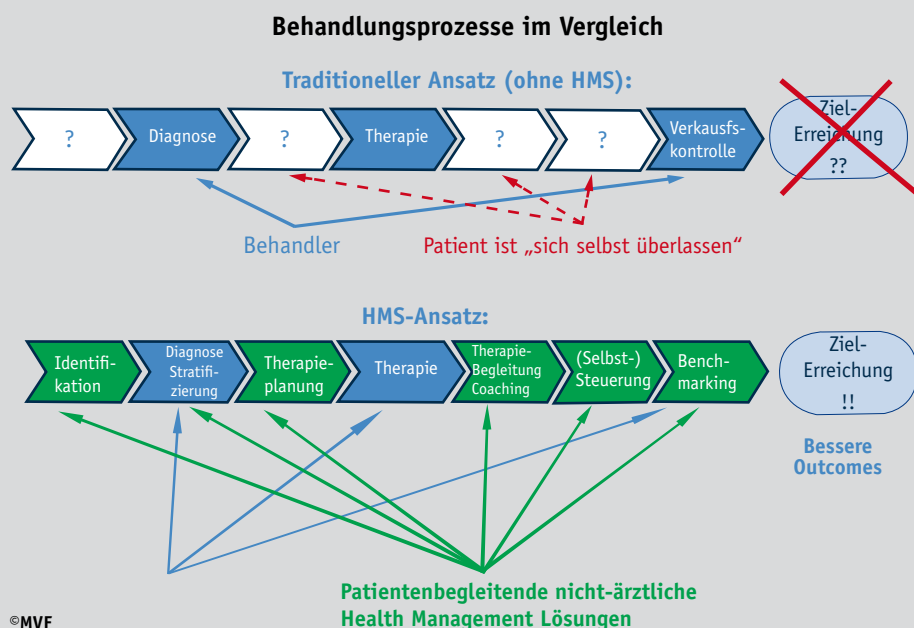 Behandlungsprozesse im Vergleich
Traditioneller Ansatz (ohne HMS):
?
Diagnose
?
Therapie
?
?
Verkaufs-
kontrolle
Ziel-
Erreichung
??
Behandler
Patient ist „sich selbst überlassen“
HMS-Ansatz:
Identifi-
kation
Diagnose
Stratifi-
zierung
Therapie-
planung
Therapie
Therapie-
Begleitung
Coaching
(Selbst-)
Steuerung
Bench-
marking
Ziel-
Erreichung
!!
Bessere
Outcomes
Patientenbegleitende nicht-ärztliche
Health Management Lösungen
©MVF